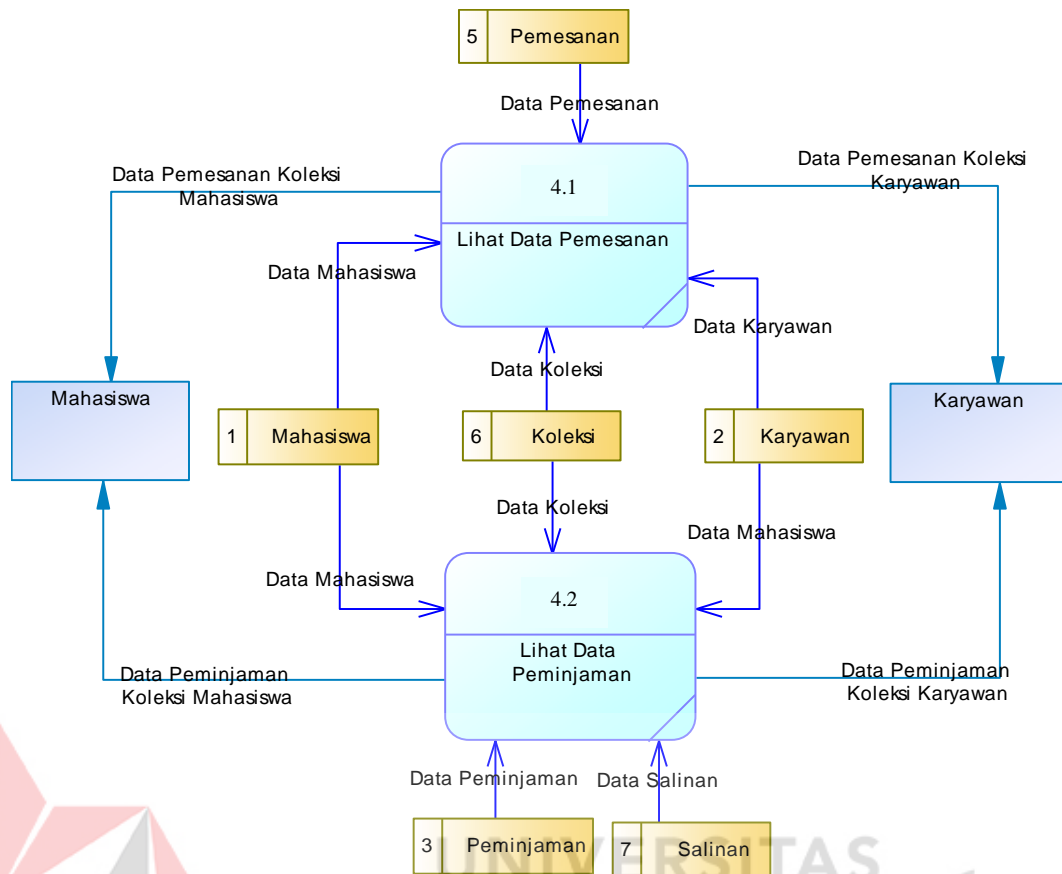 5 Pemesanan
Data Pemesanan
Data Pemesanan Koleksi
Mahasiswa
4.1
Data Pemesanan Koleksi
Karyawan
Lihat Data Pemesanan
Data Mahasiswa
Data Karyawan
Data Koleksi
Mahasiswa
Karyawan
1 Mahasiswa
6 Koleksi
2 Karyawan
Data Koleksi
Data Mahasiswa
Data Mahasiswa
4.2
Lihat Data
Peminjaman
Data Peminjaman
Koleksi Mahasiswa
Data Peminjaman
Koleksi Karyawan
Data Peminjaman
Data Salinan
3 Peminjaman
7 Salinan
UNIVERSITAS